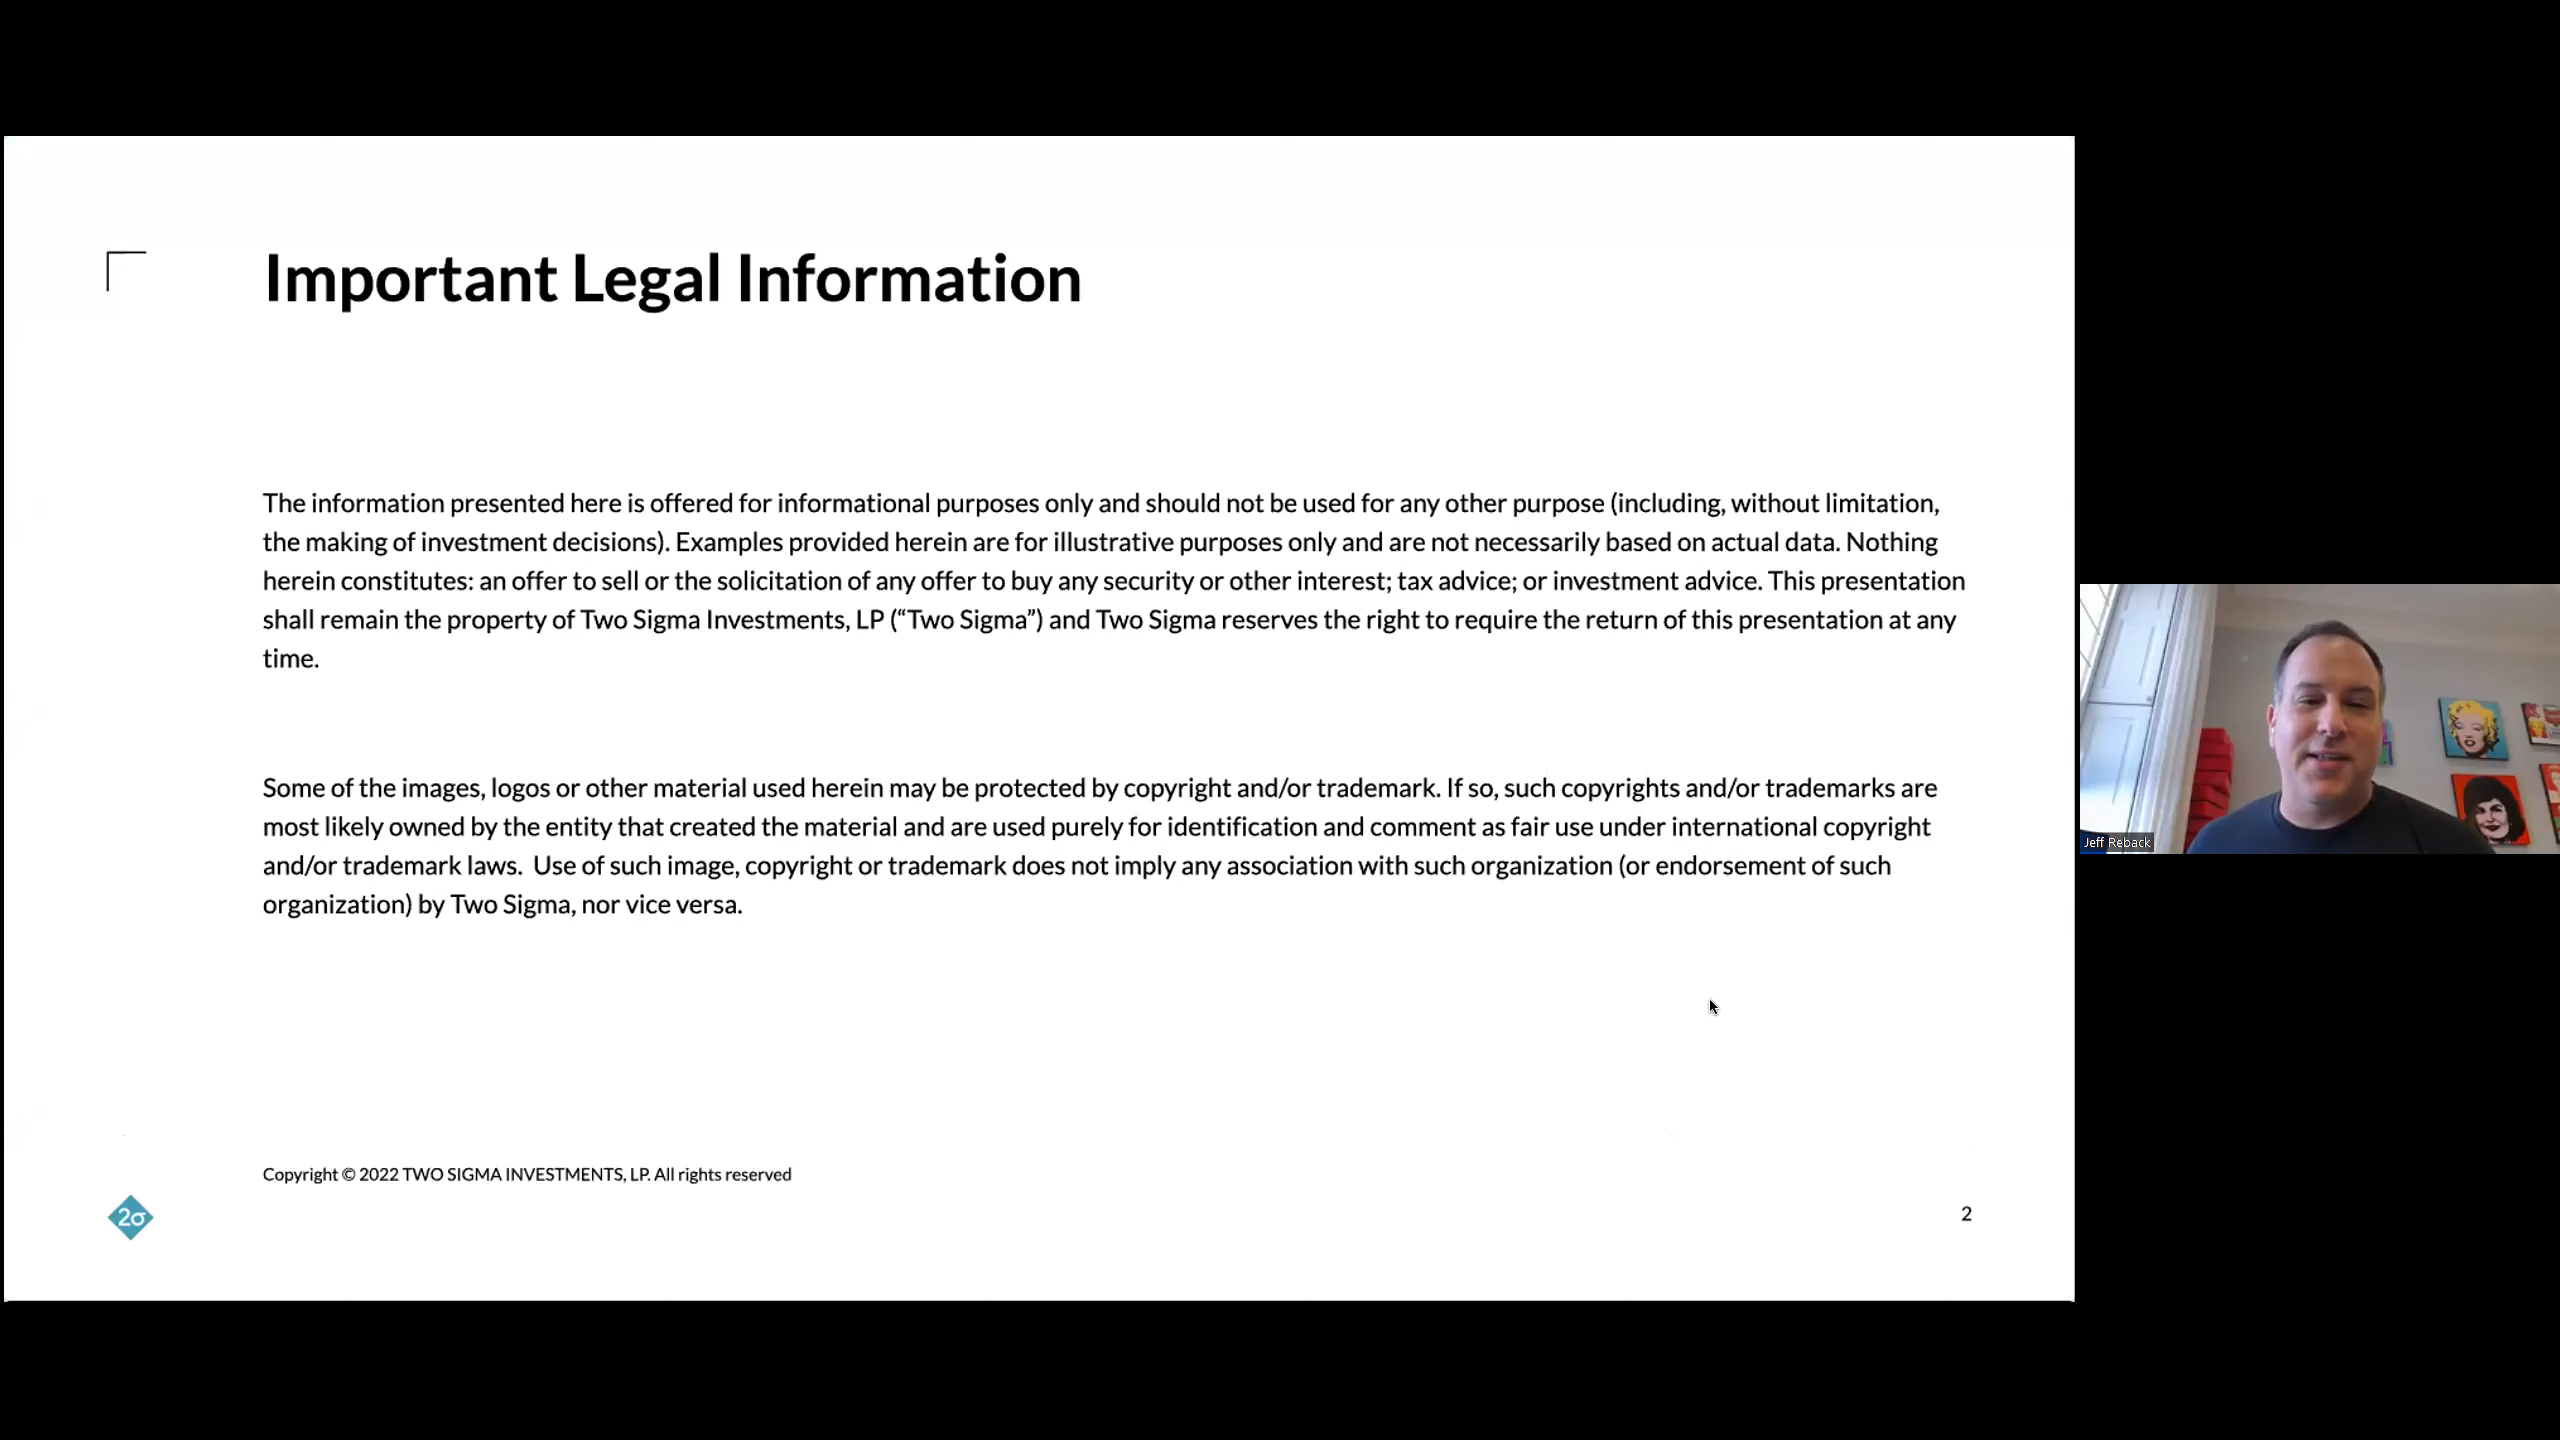 Important Legal Information
The information presented here is offered for informational purposes only and should not be used for any other purpose (including, without limitation,
the making of investment decisions). Examples provided herein are for illustrative purposes only and are not necessarily based on actual data. Nothing
herein constitutes: an offer to sell or the solicitation of any offer to buy any security or other interest; tax advice; or investment advice. This presentation
shall remain the property of Two Sigma Investments, LP (“Two Sigma”) and Two Sigma reserves the right to require the return of this presentation at any
time.
Some of the images, logos or other material used herein may be protected by copyright and/or trademark. If so, such copyrights and/or trademarks are
most likely owned by the entity that created the material and are used purely for identification and comment as fair use under international copyright
and/or trademark laws.  Use of such image, copyright or trademark does not imply any association with such organization (or endorsement of such
organization) by Two Sigma, nor vice versa.
Copyright © 2022 TWO SIGMA INVESTMENTS, LP. All rights reserved
2σ
2
Jeff Reback